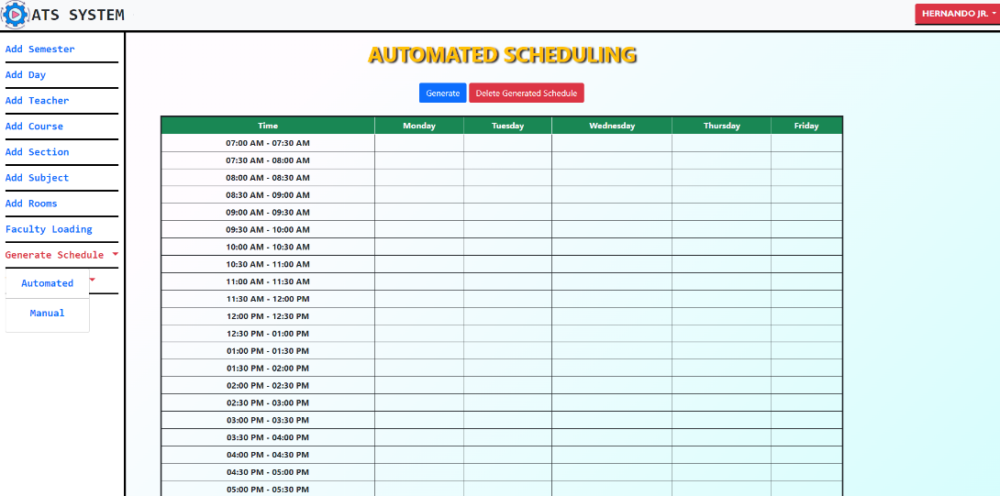 ATS SYSTEM
HERNANDO JR.
Add Semester
Add Day
Add Teacher
Add Course
Add Section
Add Subject
Add Rooms
Faculty Loading
Generate Schedule
Automated
Manual
AUTOMATED SCHEDULING
Generate Delete Generated Schedule
Time Monday Tuesday Wednesday Thursday Friday
07:00 AM - 07:30 AM
07:30 AM - 08:00 AM
08:00 AM - 08:30 AM
08:30 AM - 09:00 AM
09:00 AM - 09:30 AM
09:30 AM - 10:00 AM
10:00 AM - 10:30 AM
10:30 AM - 11:00 AM
11:00 AM - 11:30 AM
11:30 AM - 12:00 PM
12:00 PM - 12:30 PM
12:30 PM - 01:00 PM
01:00 PM - 01:30 PM
01:30 PM - 02:00 PM
02:00 PM - 02:30 PM
02:30 PM - 03:00 PM
03:00 PM - 03:30 PM
03:30 PM - 04:00 PM
04:00 PM - 04:30 PM
04:30 PM - 05:00 PM
05:00 PM - 05:30 PM